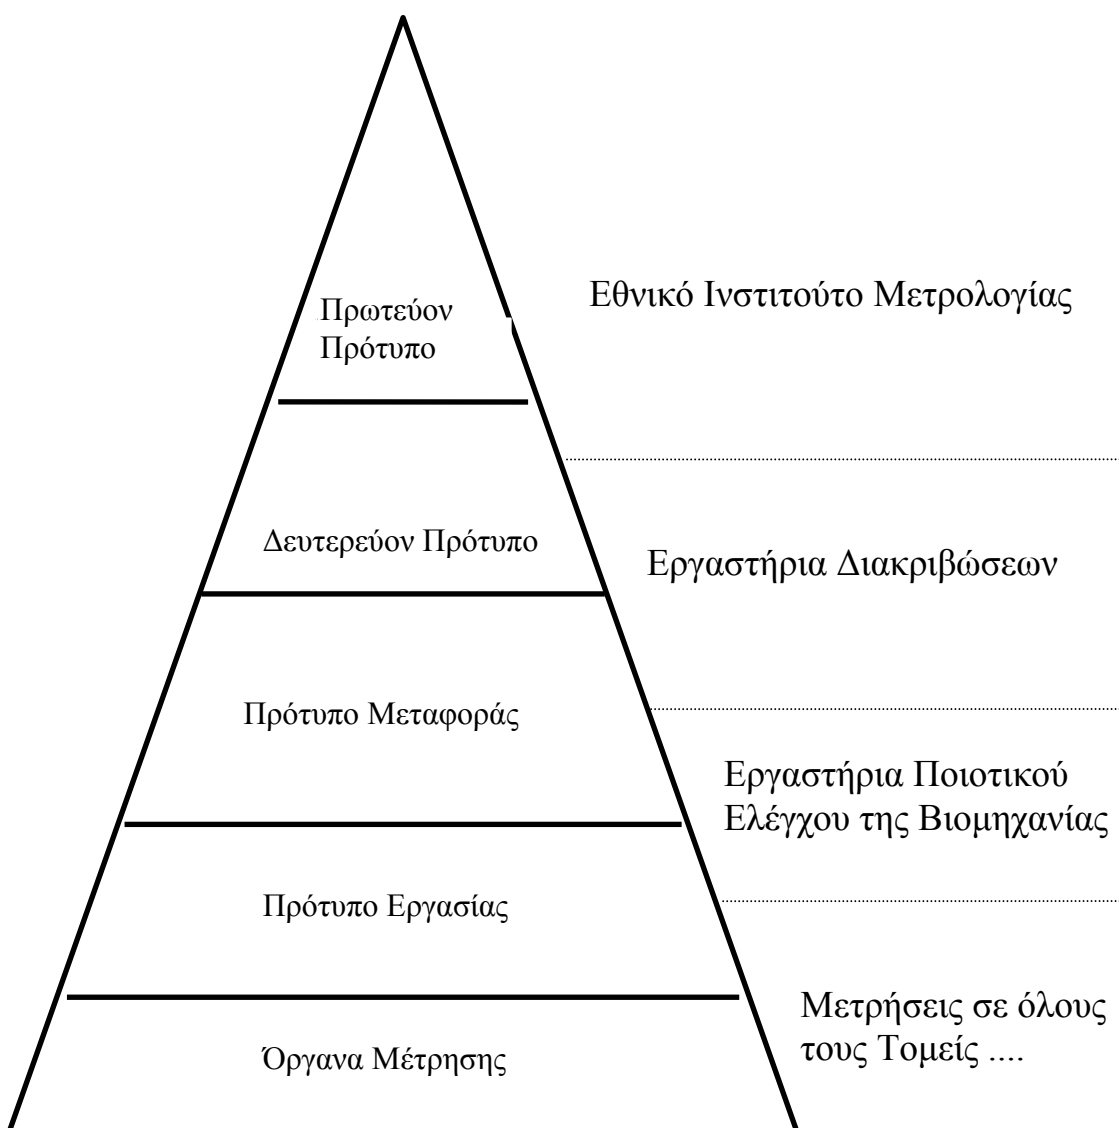 Πρωτεύον
Πρότυπο
Εθνικό Ινστιτούτο Μετρολογίας
Δευτερεύον Πρότυπο
Εργαστήρια Διακριβώσεων
Πρότυπο Μεταφοράς
Εργαστήρια Ποιοτικού
Ελέγχου της Βιομηχανίας
Πρότυπο Εργασίας
Όργανα Μέτρησης
Μετρήσεις σε όλους
τους Τομείς ....